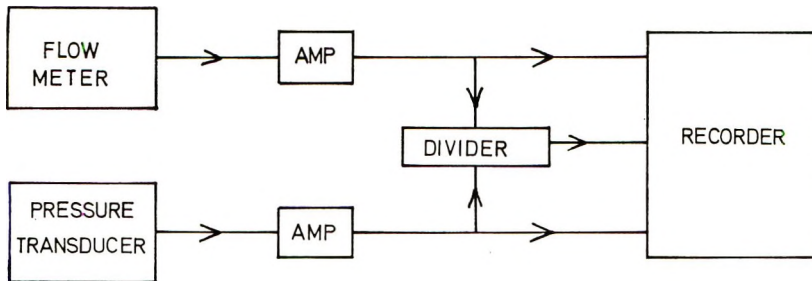 FLOW
METER
AMP
DIVIDER
RECORDER
PRESSURE
TRANSDUCER
AMP